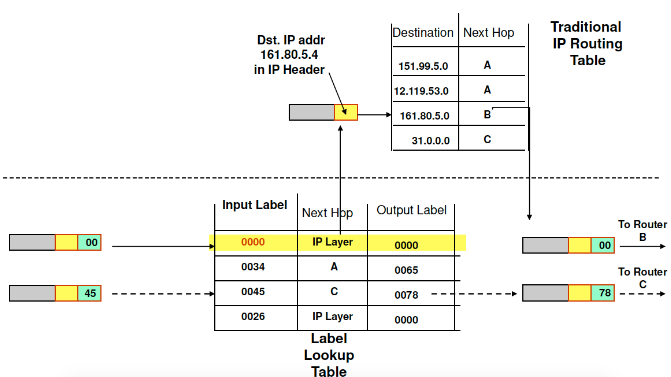 Dst. IP addr
161.80.5.4
in IP Header
Destination Next Hop
151.99.5.0 A
12.119.53.0 A
161.80.5.0 B
31.0.0.0 C
Traditional
IP Routing
Table
Input Label Next Hop Output Label
0000 IP Layer 0000
0034 A 0065
0045 C 0078
0026 IP Layer 0000
00
45
00
78
To Router
B
To Router
C
Label
Lookup
Table